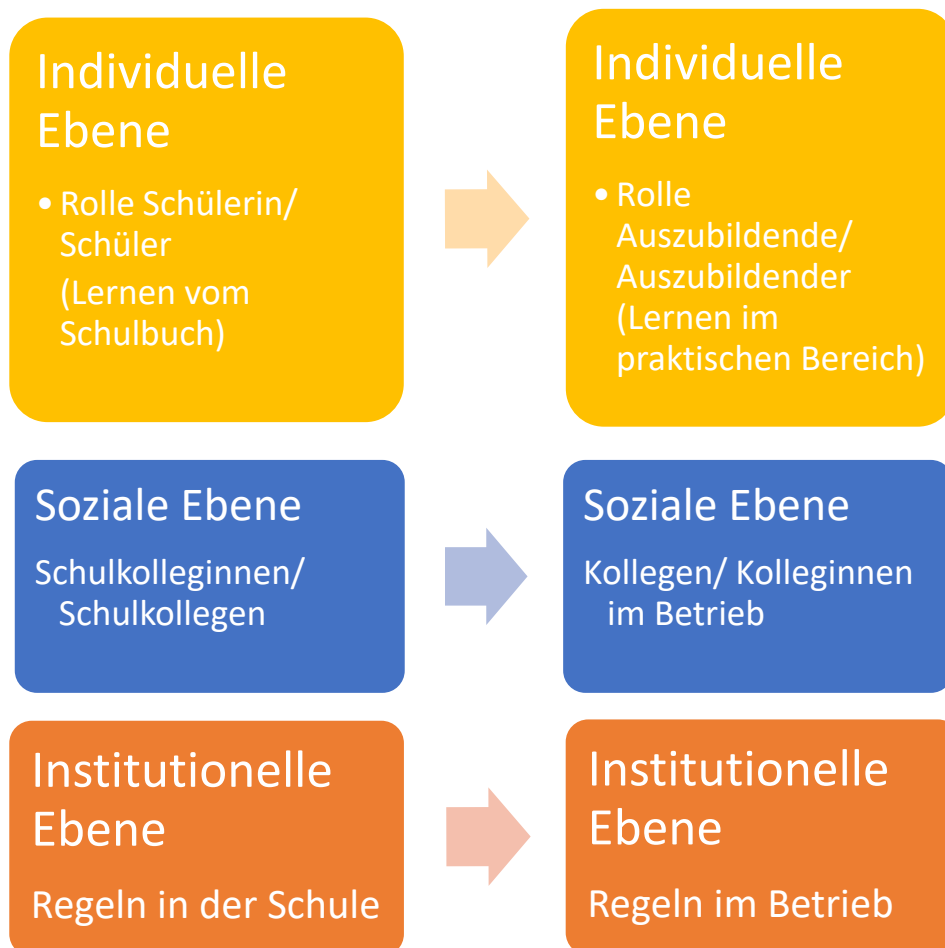 Individuelle
Ebene
• Rolle Schülerin/
Schüler
(Lernen vom
Schulbuch)
Individuelle
Ebene
• Rolle
Auszubildende/
Auszubildender
(Lernen im
praktischen Bereich)
Soziale Ebene
Schulkolleginnen/
Schulkollegen
Soziale Ebene
Kollegen/ Kolleginnen
im Betrieb
Institutionelle
Ebene
Regeln in der Schule
Institutionelle
Ebene
Regeln im Betrieb